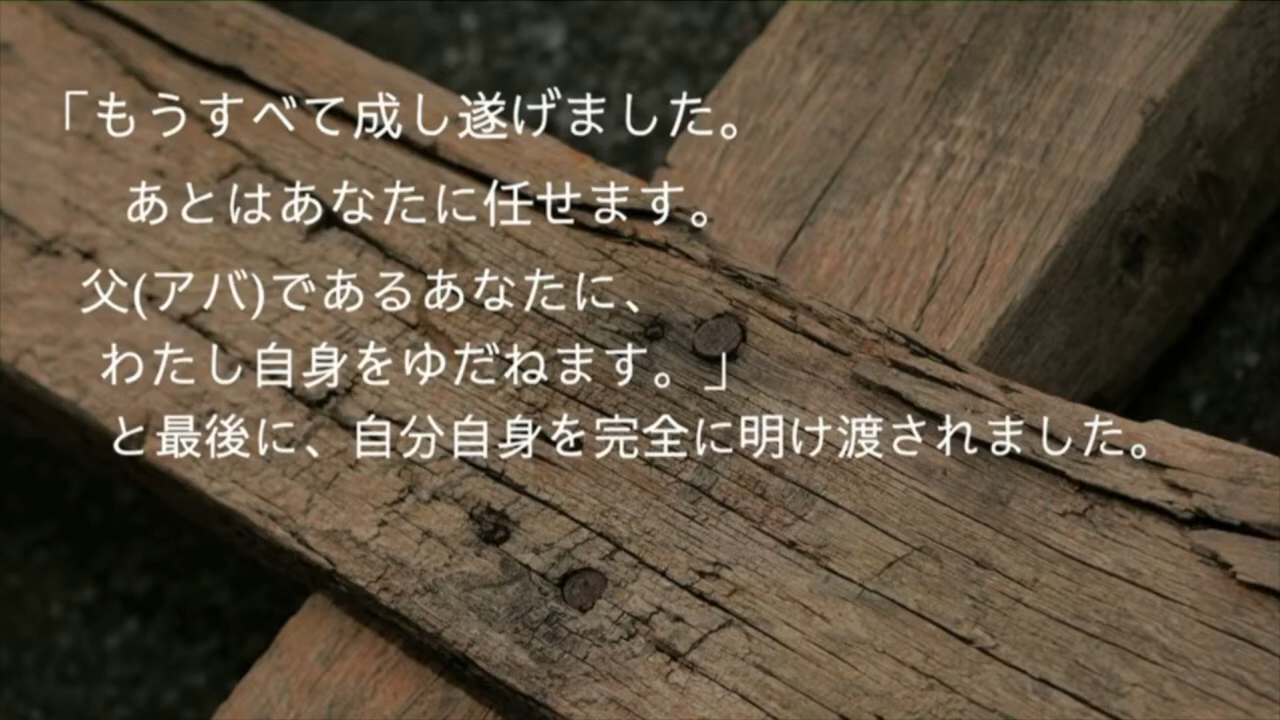 「もうすべて成し遂げました。
あとはあなたに任せます。
父(アバ)であるあなたに、
わたし自身をゆだねます。」
と最後に、自分自身を完全に明け渡されました。